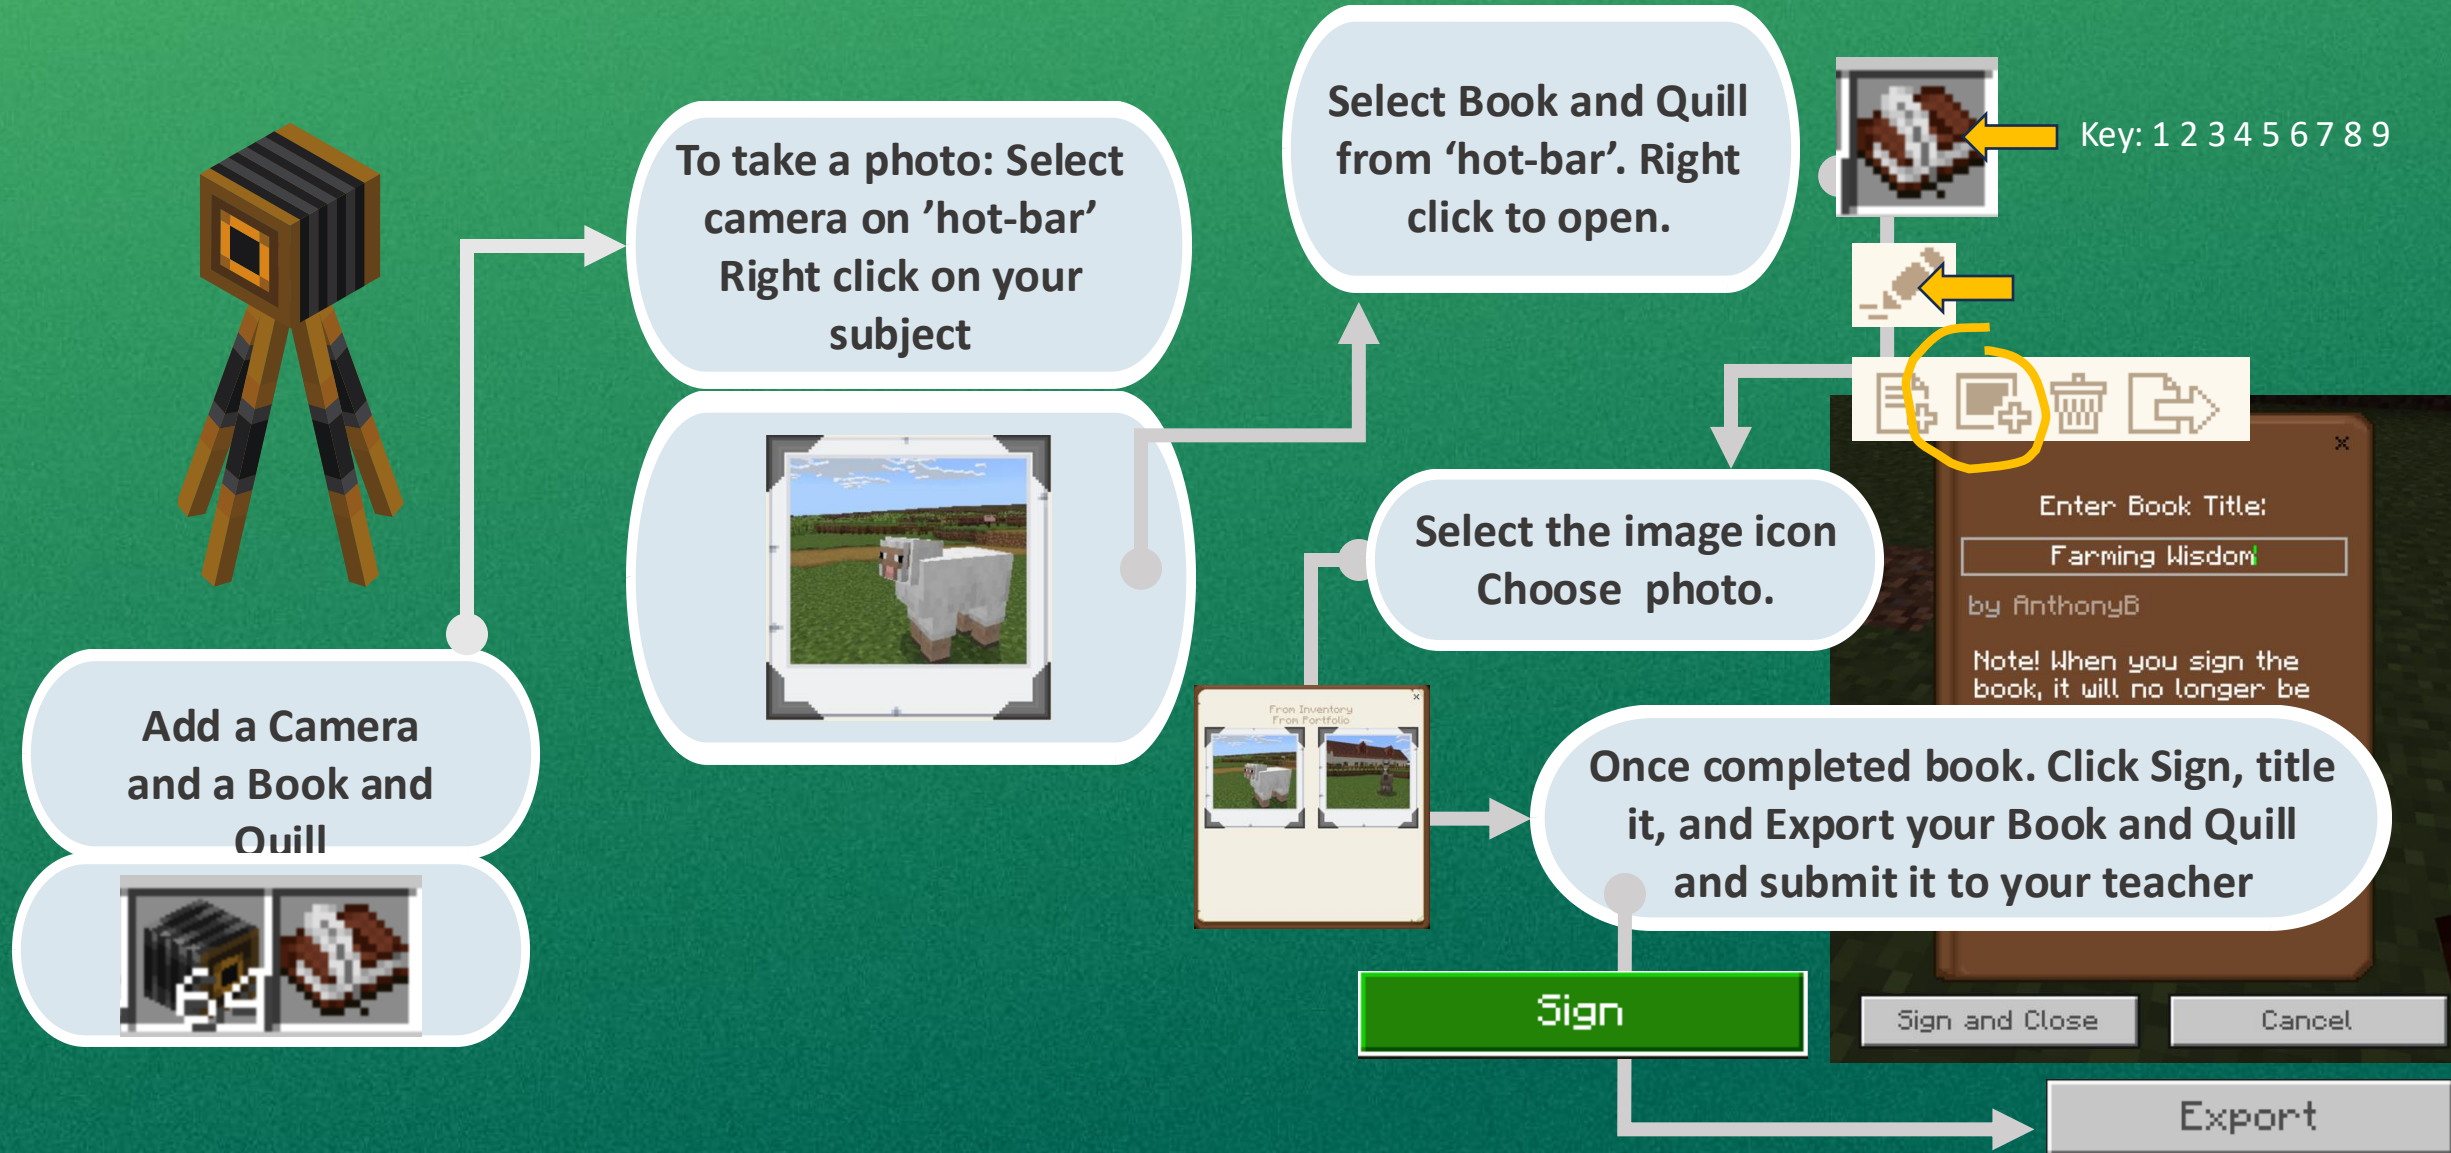 Add a Camera
and a Book and
Quill
To take a photo: Select
camera on ’hot-bar’
Right click on your
subject
Select Book and Quill
from ‘hot-bar’. Right
click to open.
Key: 1 2 3 4 5 6 7 8 9
Select the image icon
Choose photo.
From Inventory
From Portfolio
x
x
Enter Book Title:
Farming Wisdom
by AnthonyB
Note! When you sign the
book, it will no longer be
Once completed book. Click Sign, title
it, and Export your Book and Quill
and submit it to your teacher
Sign
Sign and Close
Cancel
Export